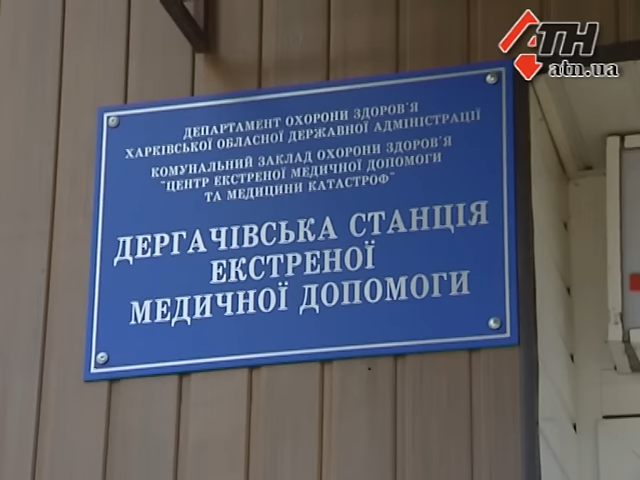 АТН
atn.ua
ДЕПАРТАМЕНТ ОХОРОНИ ЗДОРОВ'Я
ХАРКІВСЬКОЇ ОБЛАСНОЇ ДЕРЖАВНОЇ АДМІНІСТРАЦІЇ
КОМУНАЛЬНИЙ ЗАКЛАД ОХОРОНИ ЗДОРОВ'Я
"ЦЕНТР ЕКСТРЕНОЇ МЕДИЧНОЇ ДОПОМОГИ
ТА МЕДИЦИНИ КАТАСТРОФ"
ДЕРГАЧІВСЬКА СТАНЦІЯ
ЕКСТРЕНОЇ
МЕДИЧНОЇ ДОПОМОГИ